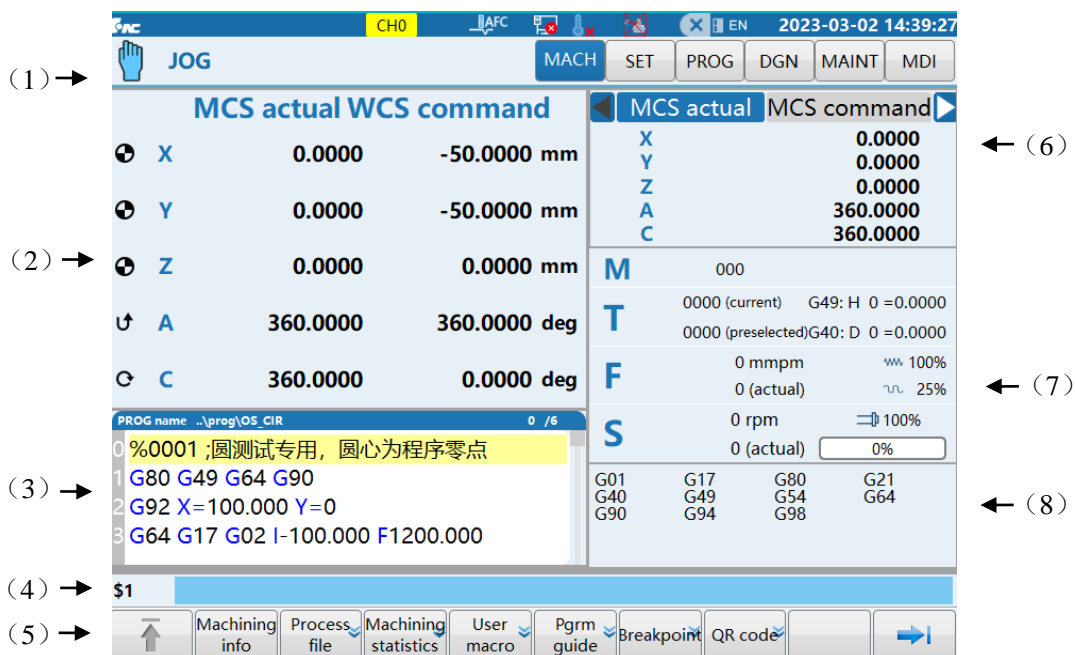 CH0 AFC EN 2023-03-02 14:39:27
(1) JOG MACH SET PROG DGN MAINT MDI
MCS actual WCS command
X 0.0000 -50.0000 mm
Y 0.0000 -50.0000 mm
(2) Z 0.0000 0.0000 mm
A 360.0000 360.0000 deg
C 360.0000 0.0000 deg
MCS actual MCS command
X 0.0000 (6)
Y 0.0000
Z 0.0000
A 360.0000
C 360.0000
M 000
T 0000 (current) G49: H 0 =0.0000
0000 (preselected)G40: D 0 =0.0000
F 0 mmpm 100%
0 (actual) 25% (7)
S 0 rpm 100%
0 (actual) 0%
PROG name ..\prog\OS_CIR 0 /6
0 %0001 ;圆测试专用，圆心为程序零点
1 G80 G49 G64 G90
(3) 2 G92 X=100.000 Y=0
3 G64 G17 G02 I-100.000 F1200.000
G01 G17 G80 G21
G40 G49 G54 G64 (8)
G90 G94 G98
(4) $1
(5) Machining info Process file Machining statistics User macro Pgrm guide Breakpoint QR code